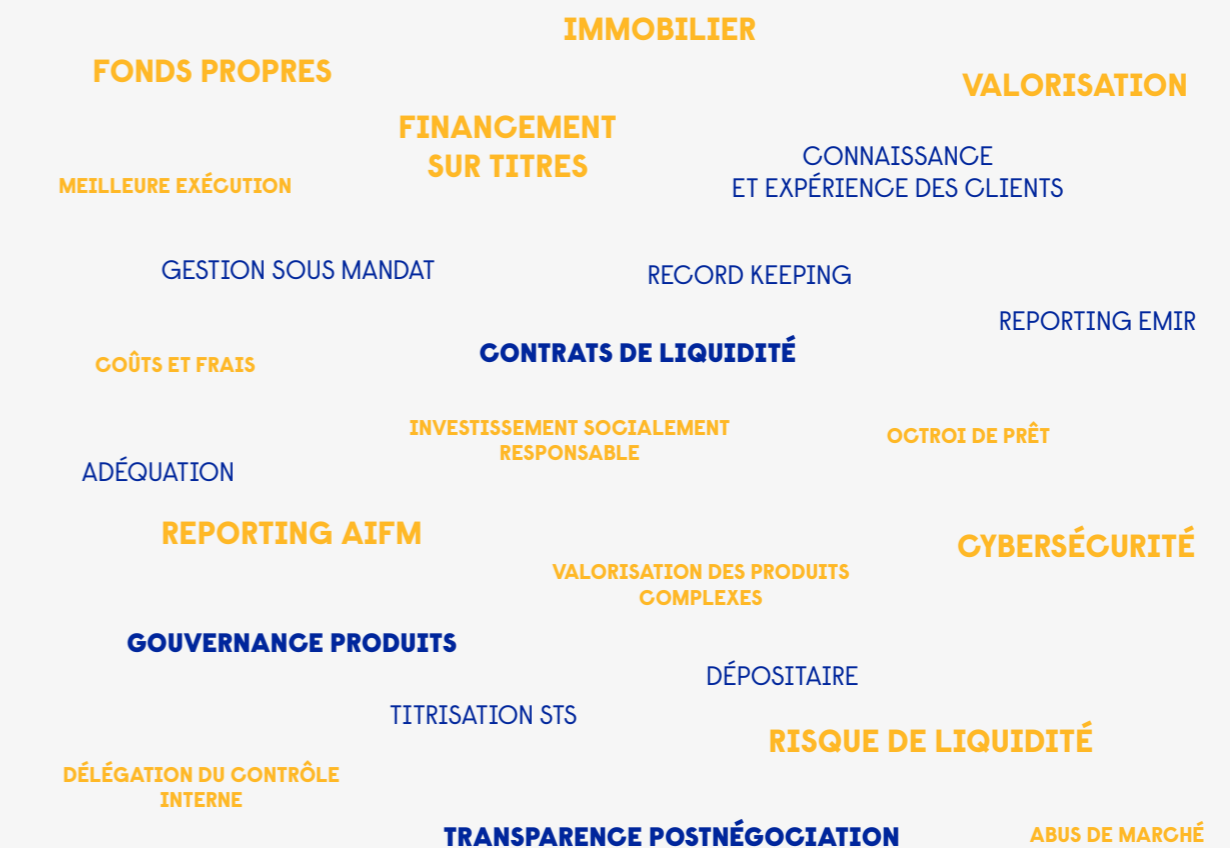 IMMOBILIER
FONDS PROPRES
VALORISATION
FINANCEMENT
SUR TITRES
CONNAISSANCE
ET EXPÉRIENCE DES CLIENTS
MEILLEURE EXÉCUTION
GESTION SOUS MANDAT
RECORD KEEPING
REPORTING EMIR
CONTRATS DE LIQUIDITÉ
COÛTS ET FRAIS
INVESTISSEMENT SOCIALEMENT
RESPONSABLE
OCTROI DE PRÊT
ADÉQUATION
REPORTING AIFM
CYBERSÉCURITÉ
VALORISATION DES PRODUITS
COMPLEXES
GOUVERNANCE PRODUITS
DÉPOSITAIRE
TITRISATION STS
RISQUE DE LIQUIDITÉ
DÉLÉGATION DU CONTRÔLE
INTERNE
TRANSPARENCE POSTNÉGOCIATION
ABUS DE MARCHÉ